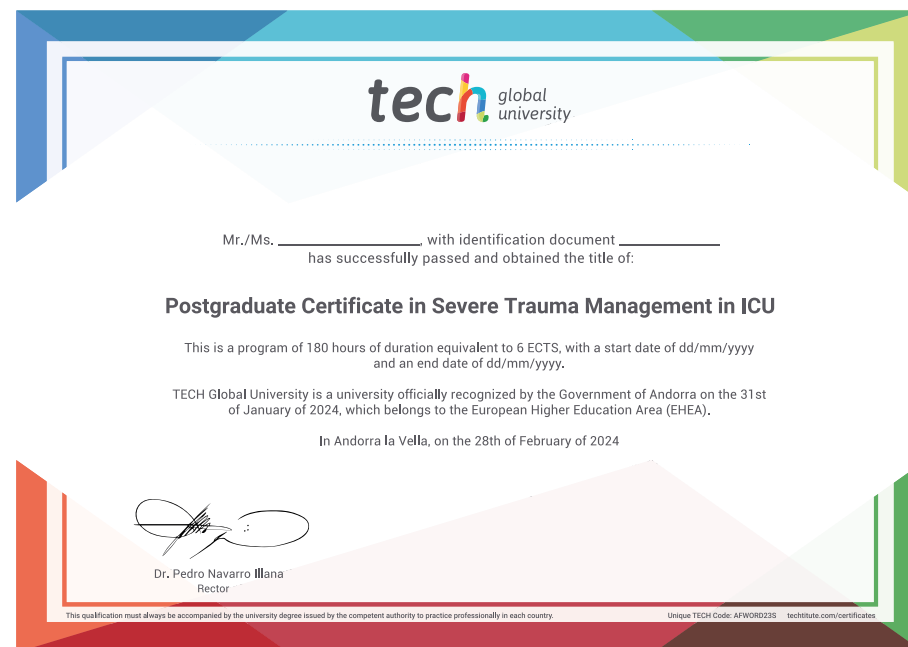 tech global university
Mr./Ms. ____________________, with identification document ______________
has successfully passed and obtained the title of:
Postgraduate Certificate in Severe Trauma Management in ICU
This is a program of 180 hours of duration equivalent to 6 ECTS, with a start date of dd/mm/yyyy
and an end date of dd/mm/yyyy.
TECH Global University is a university officially recognized by the Government of Andorra on the 31st
of January of 2024, which belongs to the European Higher Education Area (EHEA).
In Andorra la Vella, on the 28th of February of 2024
Dr. Pedro Navarro Illana
Rector
This qualification must always be accompanied by the university degree issued by the competent authority to practice professionally in each country.
Unique TECH Code: AFWORD23S techtitute.com/certificates